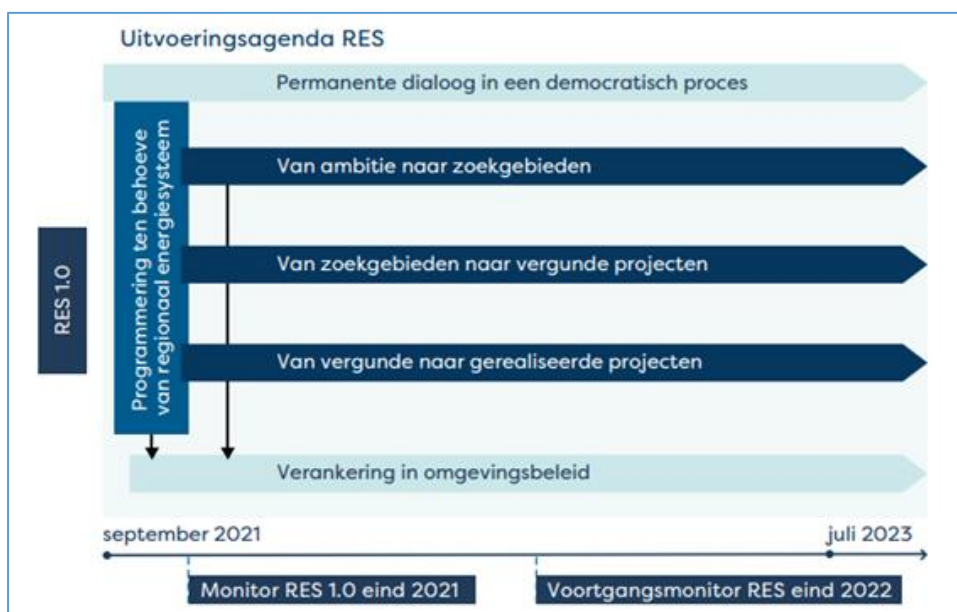 Uitvoeringsagenda RES
Permanente dialoog in een democratisch proces
RES 1.0
Programmering ten behoeve
van regionaal energiesysteem
Van ambitie naar zoekgebieden
Van zoekgebieden naar vergunde projecten
Van vergunde naar gerealiseerde projecten
Verankering in omgevingsbeleid
september 2021
juli 2023
Monitor RES 1.0 eind 2021
Voortgangsmonitor RES eind 2022